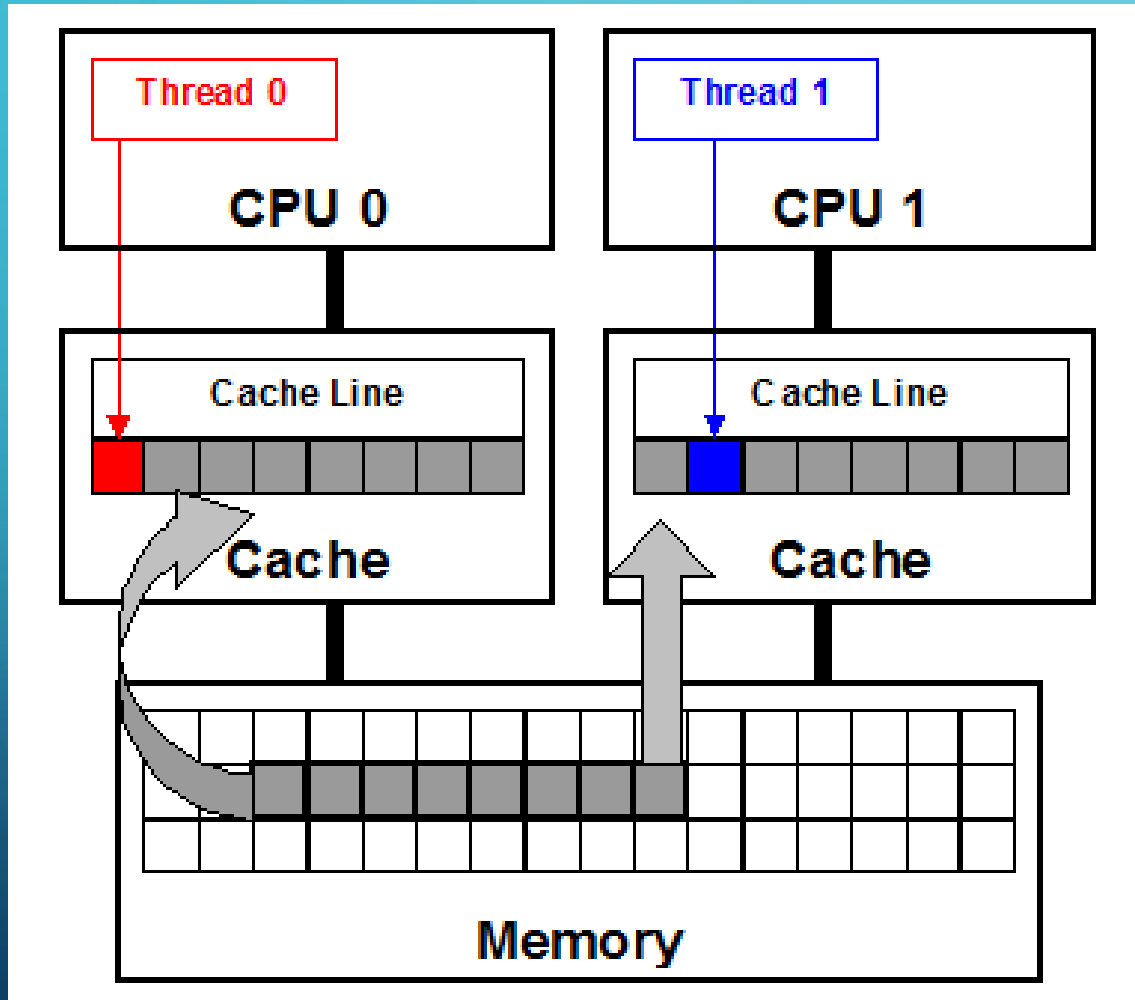 Thread 0
Thread 1
CPU 0
CPU 1
Cache Line
Cache Line
Cache
Cache
Memory